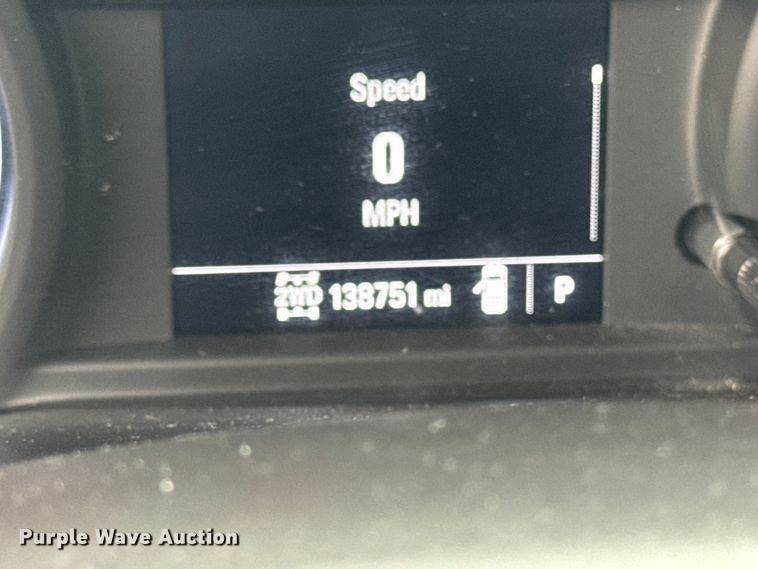 Speed
0
MPH
2WD 138751 mi P
Purple Wave Auction